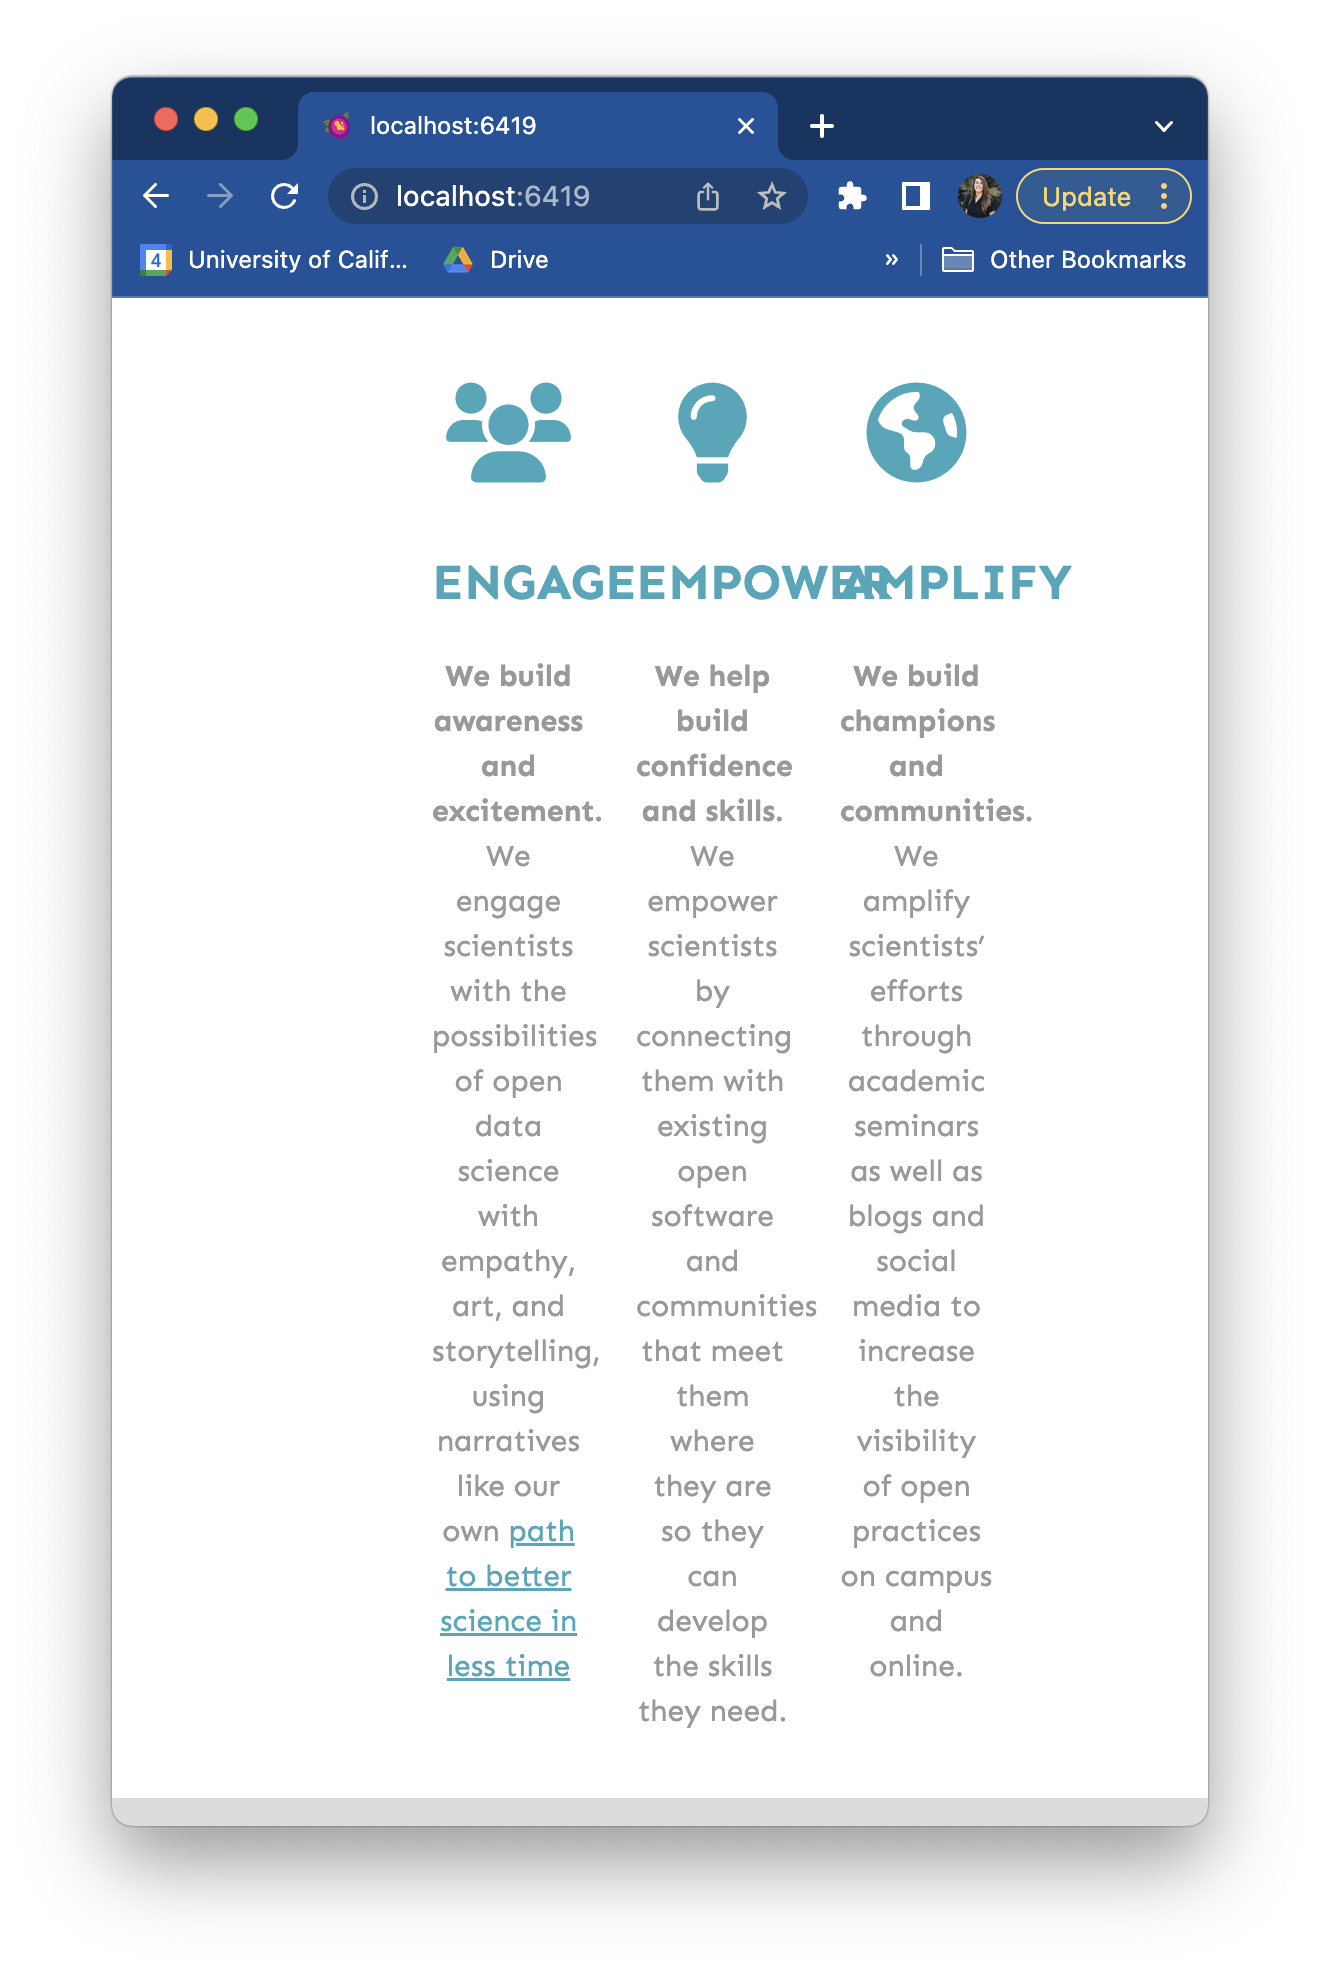 localhost:6419
localhost:6419
Update
4
University of Calif...
Drive
»
Other Bookmarks
ENGAGE
We build
awareness
and
excitement.
We
engage
scientists
with the
possibilities
of open
data
science
with
empathy,
art, and
storytelling,
using
narratives
like our
own path
to better
science in
less time
EMPOWER
We help
build
confidence
and skills.
We
empower
scientists
by
connecting
them with
existing
open
software
and
communities
that meet
them
where
they are
so they
can
develop
the skills
they need.
AMPLIFY
We build
champions
and
communities.
We
amplify
scientists’
efforts
through
academic
seminars
as well as
blogs and
social
media to
increase
the
visibility
of open
practices
on campus
and
online.